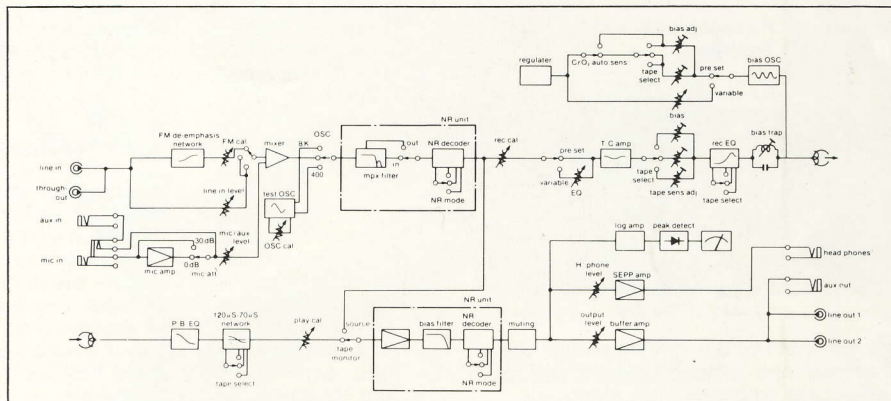 regulater
CrO₂ auto sens
bias adj
tape select
pre set
variable
bias OSC
line in
through out
aux in
mic in
FM de-emphasis network
FM cal
line in level
mixer
8K
OSC
400
test OSC
OSC cal
mic amp
30dB
0dB
mic att
mic/aux level
NR unit
mpx filter
out
in
NR decoder
NR mode
rec cal
pre set
variable
EQ
T C amp
bias
tape select
tape sens adj
rec EQ
tape select
bias trap
log amp
peak detect
H phone level
SEPP amp
head phones
aux out
P B EQ
120μS-70μS network
tape select
play cal
source
tape monitor
NR unit
bias filter
NR decoder
NR mode
muting
output level
buffer amp
line out 1
line out 2